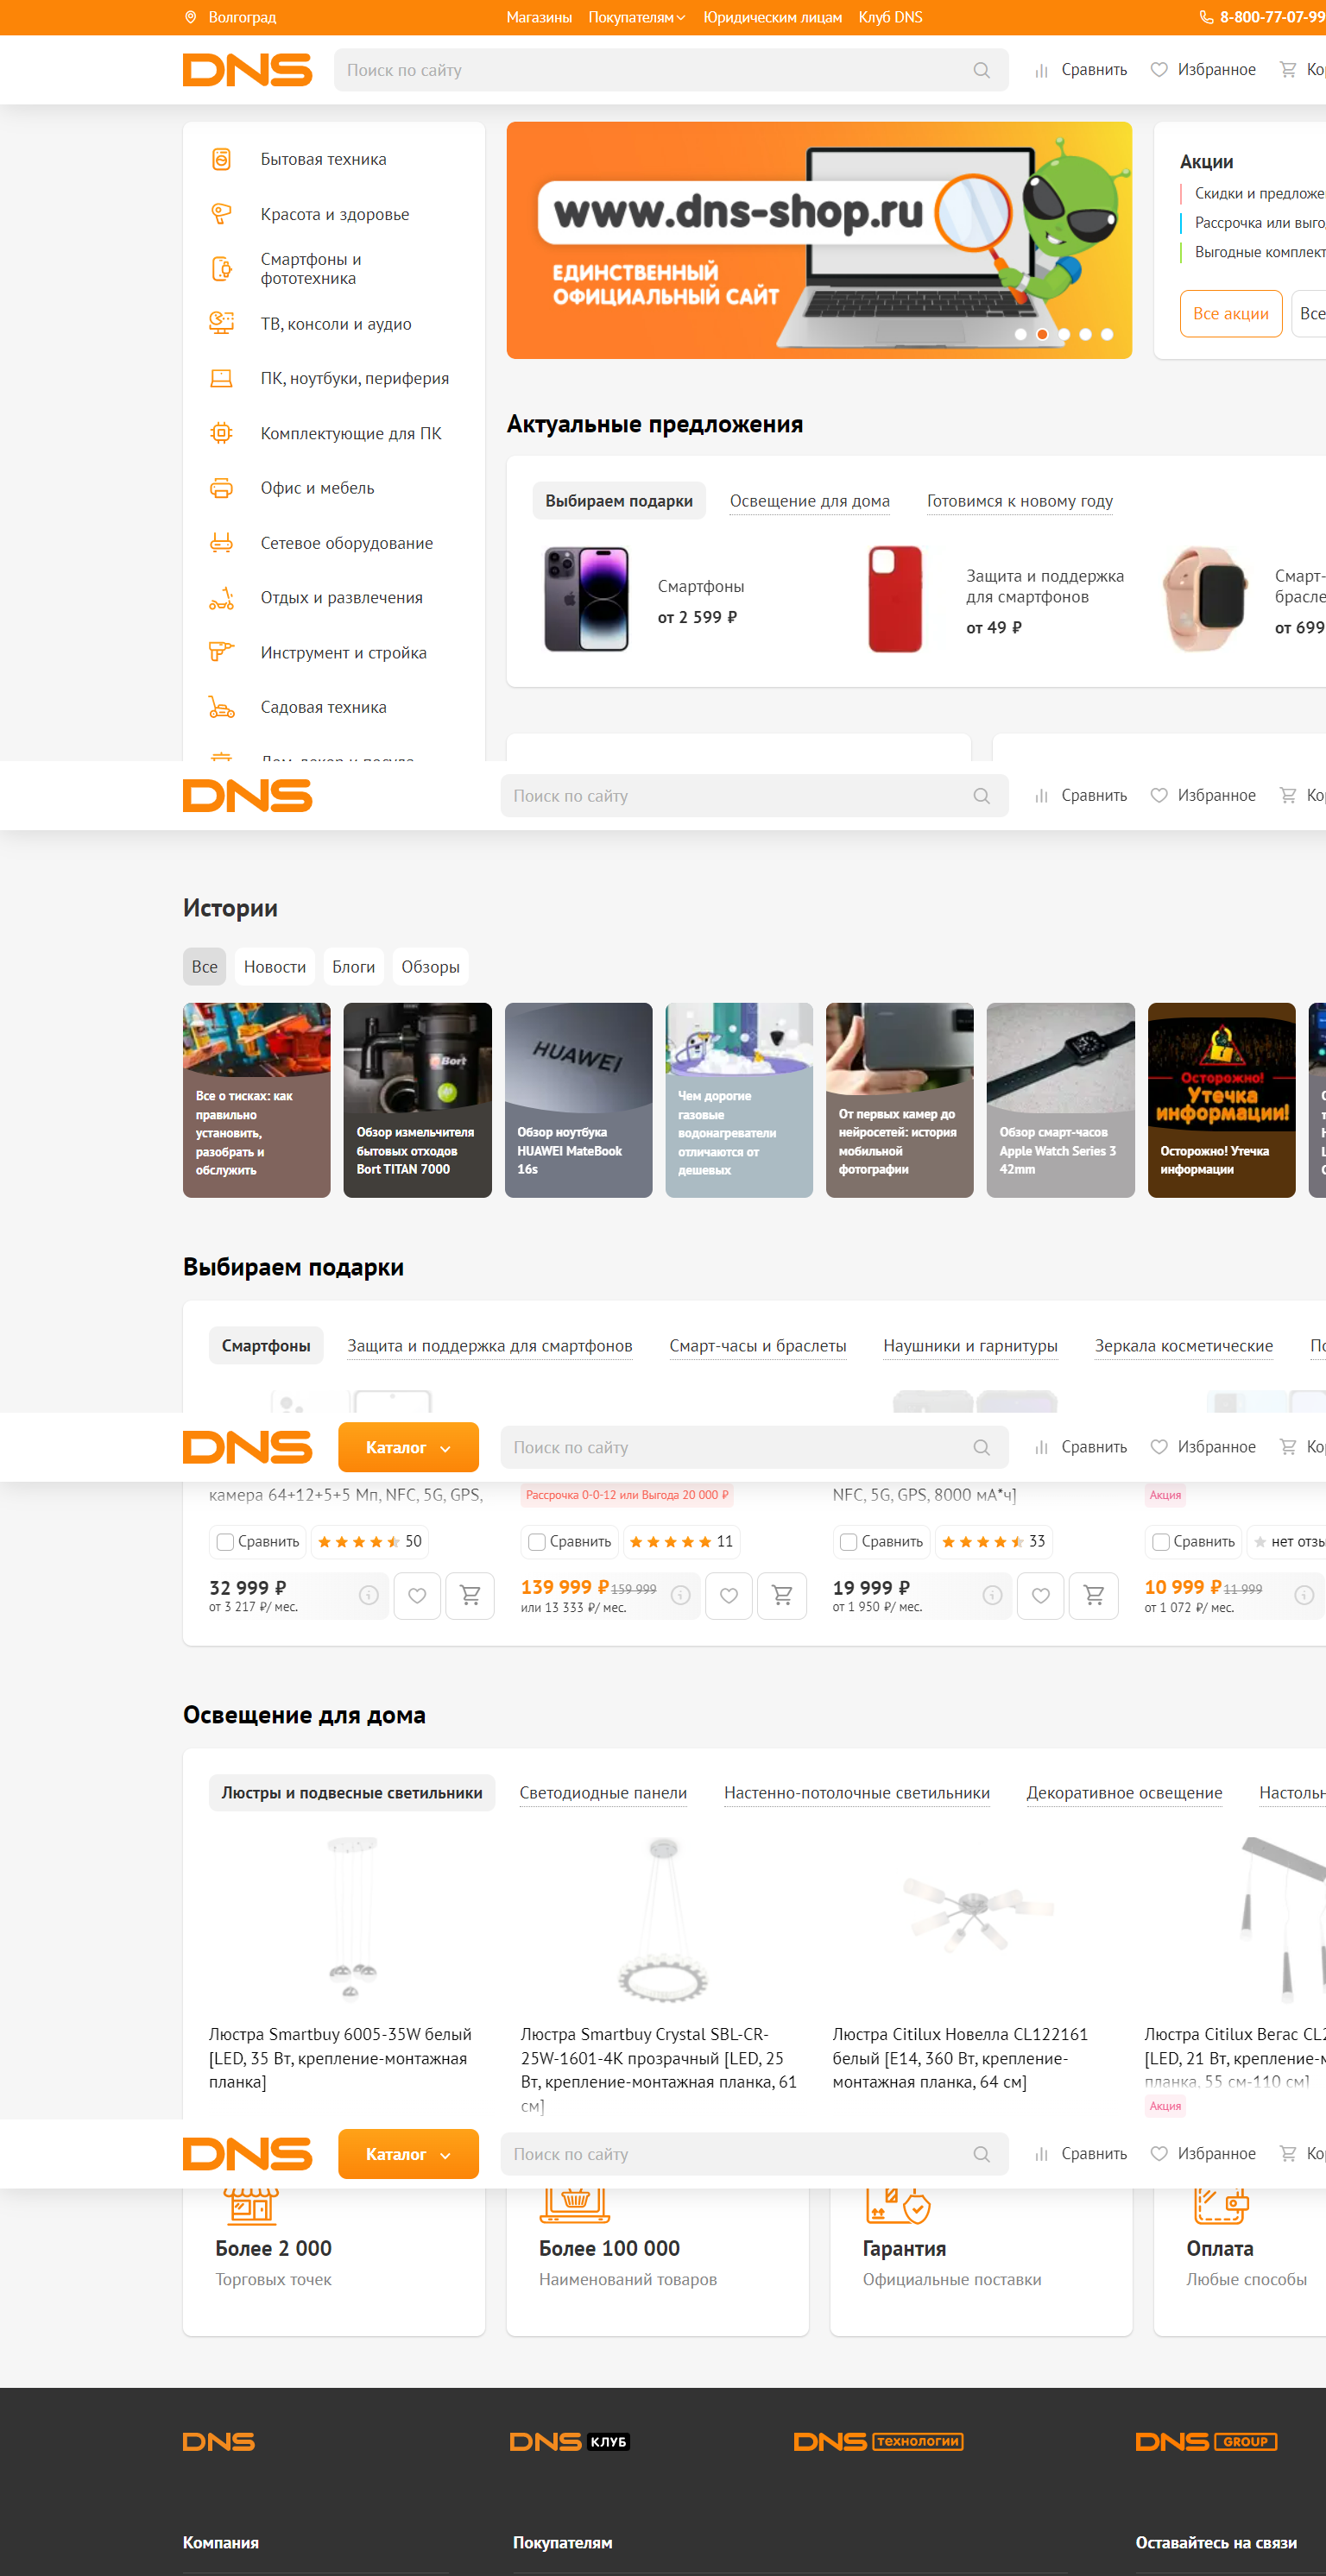 Волгоград
Магазины Покупателям Юридическим лицам Клуб DNS
8-800-77-07-99
DNS
Поиск по сайту
Сравнить Избранное
Бытовая техника
Красота и здоровье
Смартфоны и
фототехника
ТВ, консоли и аудио
ПК, ноутбуки, периферия
Комплектующие для ПК
Офис и мебель
Сетевое оборудование
Отдых и развлечения
Инструмент и стройка
Садовая техника
www.dns-shop.ru
ЕДИНСТВЕННЫЙ
ОФИЦИАЛЬНЫЙ САЙТ
Акции
Скидки и
Рассрочка или
Выгодные
Все акции Все
Актуальные предложения
Выбираем подарки Освещение для дома Готовимся к новому году
Смартфоны
от 2 599 ₽
Защита и поддержка
для смартфонов
от 49 ₽
Смарт-
от 699
DNS
Поиск по сайту
Сравнить Избранное
Истории
Все Новости Блоги Обзоры
Все о тисках: как
правильно
установить,
разобрать и
обслужить
Bort
Обзор измельчителя
бытовых отходов
Bort TITAN 7000
HUAWEI
Обзор ноутбука
HUAWEI MateBook
16s
Чем дорогие
газовые
водонагреватели
отличаются от
дешевых
От первых камер до
нейросетей: история
мобильной
фотографии
Обзор смарт-часов
Apple Watch Series 3
42mm
Осторожно!
Утечка
информации!
Осторожно! Утечка
информации
Выбираем подарки
Смартфоны Защита и поддержка для смартфонов Смарт-часы и браслеты Наушники и гарнитуры Зеркала косметические
DNS
Каталог
Поиск по сайту
Сравнить Избранное
камера 64+12+5+5 Мп, NFC, 5G, GPS,
Рассрочка 0-0-12 или Выгода 20 000 ₽
NFC, 5G, GPS, 8000 мА*ч]
Акция
Сравнить 50
Сравнить 11
Сравнить 33
Сравнить нет
32 999 ₽
от 3 217 ₽/ мес.
139 999 ₽ 159 999
или 13 333 ₽/ мес.
19 999 ₽
от 1 950 ₽/ мес.
10 999 ₽ 11 999
от 1 072 ₽/ мес.
Освещение для дома
Люстры и подвесные светильники Светодиодные панели Настенно-потолочные светильники Декоративное освещение
Люстра Smartbuy 6005-35W белый
[LED, 35 Вт, крепление-монтажная
планка]
Люстра Smartbuy Crystal SBL-CR-
25W-1601-4K прозрачный [LED, 25
Вт, крепление-монтажная планка, 61
см]
Люстра Citilux Новелла CL122161
белый [E14, 360 Вт, крепление-
монтажная планка, 64 см]
Люстра Citilux Вегас
[LED, 21 Вт,
планка, 55 см-110 см]
Акция
DNS
Каталог
Поиск по сайту
Сравнить Избранное
Более 2 000
Торговых точек
Более 100 000
Наименований товаров
Гарантия
Официальные поставки
Оплата
Любые способы
DNS
DNS КЛУБ
DNS технологии
DNS GROUP
Компания
Покупателям
Оставайтесь на связи